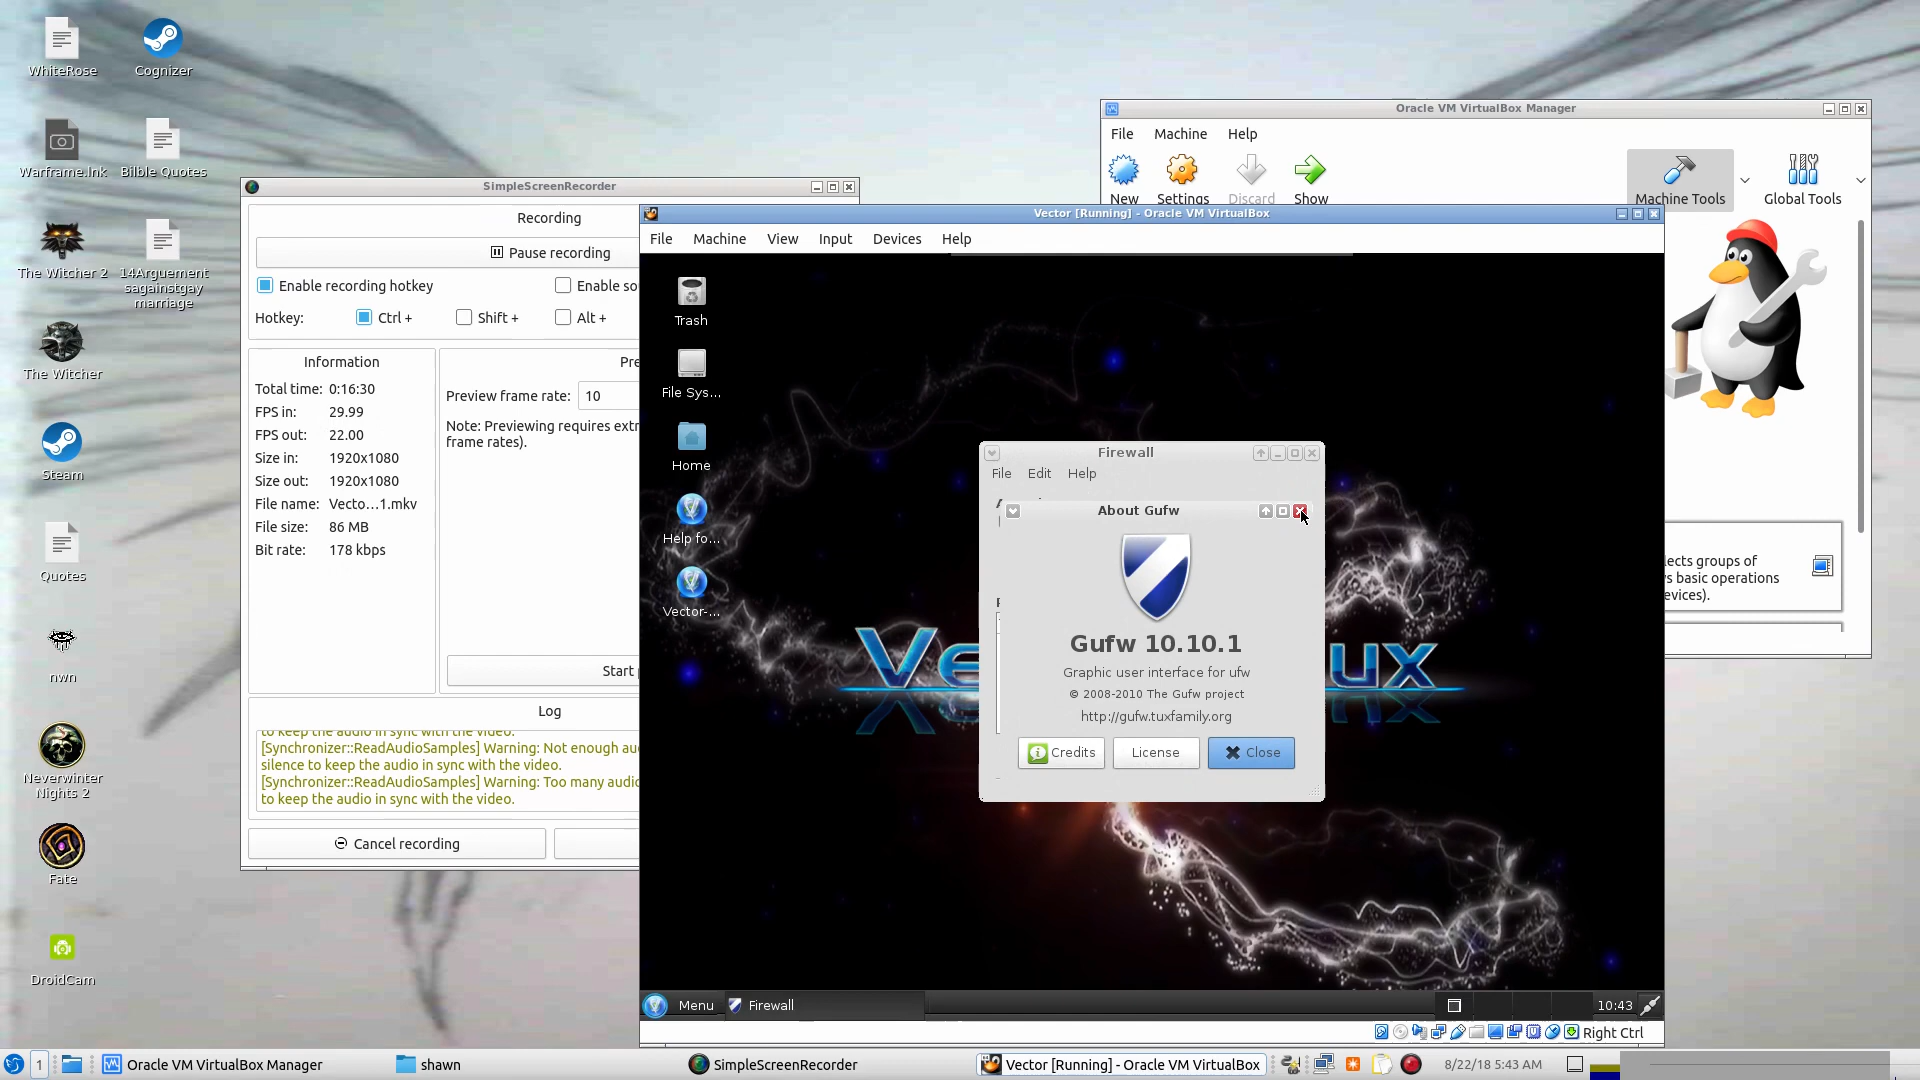 WhiteRose
Cognizer
Warframe.lnk
Bilble Quotes
The Witcher 2
14Arguement
sagainstgay
marriage
The Witcher
Steam
Quotes
nwn
Neverwinter
Nights 2
Fate
DroidCam
SimpleScreenRecorder
Recording
Pause recording
Enable recording hotkey
Enable so
Hotkey:
Ctrl +
Shift +
Alt +
Information
Total time: 0:16:30
FPS in: 29.99
FPS out: 22.00
Size in: 1920x1080
Size out: 1920x1080
File name: Vecto...1.mkv
File size: 86 MB
Bit rate: 178 kbps
Pre
Preview frame rate: 10
Note: Previewing requires extr
frame rates).
Start
Log
to keep the audio in sync with the video.
[Synchronizer::ReadAudioSamples] Warning: Not enough au
silence to keep the audio in sync with the video.
[Synchronizer::ReadAudioSamples] Warning: Too many audio
to keep the audio in sync with the video.
Cancel recording
Oracle VM VirtualBox Manager
File Machine Help
New Settings Discard Show
Machine Tools
Global Tools
lects groups of
s basic operations
evices).
Vector [Running] - Oracle VM VirtualBox
File Machine View Input Devices Help
Trash
File Sys...
Home
Help fo...
Vector-...
Ve
ux
Firewall
File Edit Help
About Gufw
Gufw 10.10.1
Graphic user interface for ufw
© 2008-2010 The Gufw project
http://gufw.tuxfamily.org
Credits
License
Close
Menu
Firewall
10:43
Right Ctrl
1
Oracle VM VirtualBox Manager
shawn
SimpleScreenRecorder
Vector [Running] - Oracle VM VirtualBox
8/22/18 5:43 AM